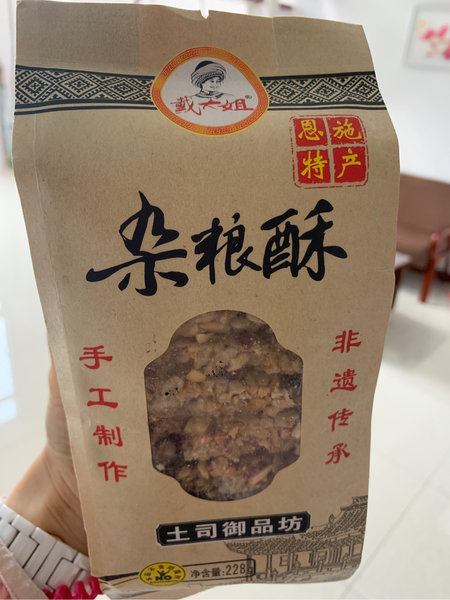 戴六姐
恩施
特产
杂粮酥
手工制作
非遗传承
土司御品坊
净含量:228g